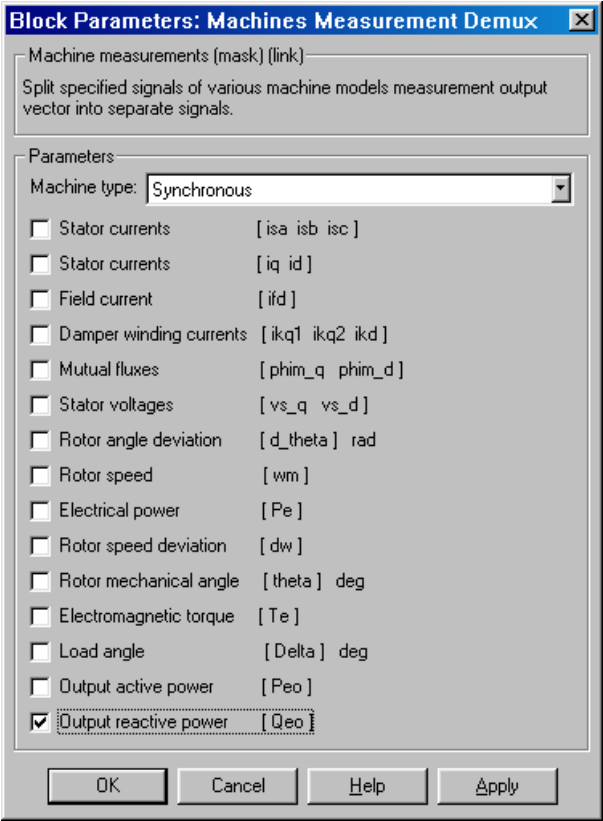 Block Parameters: Machines Measurement Demux
Machine measurements (mask) (link)
Split specified signals of various machine models measurement output
vector into separate signals.
Parameters
Machine type: Synchronous
Stator currents [ isa isb isc ]
Stator currents [ iq id ]
Field current [ ifd ]
Damper winding currents [ ikq1 ikq2 ikd ]
Mutual fluxes [ phim_q phim_d ]
Stator voltages [ vs_q vs_d ]
Rotor angle deviation [ d_theta ] rad
Rotor speed [ wm ]
Electrical power [ Pe ]
Rotor speed deviation [ dw ]
Rotor mechanical angle [ theta ] deg
Electromagnetic torque [ Te ]
Load angle [ Delta ] deg
Output active power [ Peo ]
Output reactive power [ Qeo ]
OK Cancel Help Apply